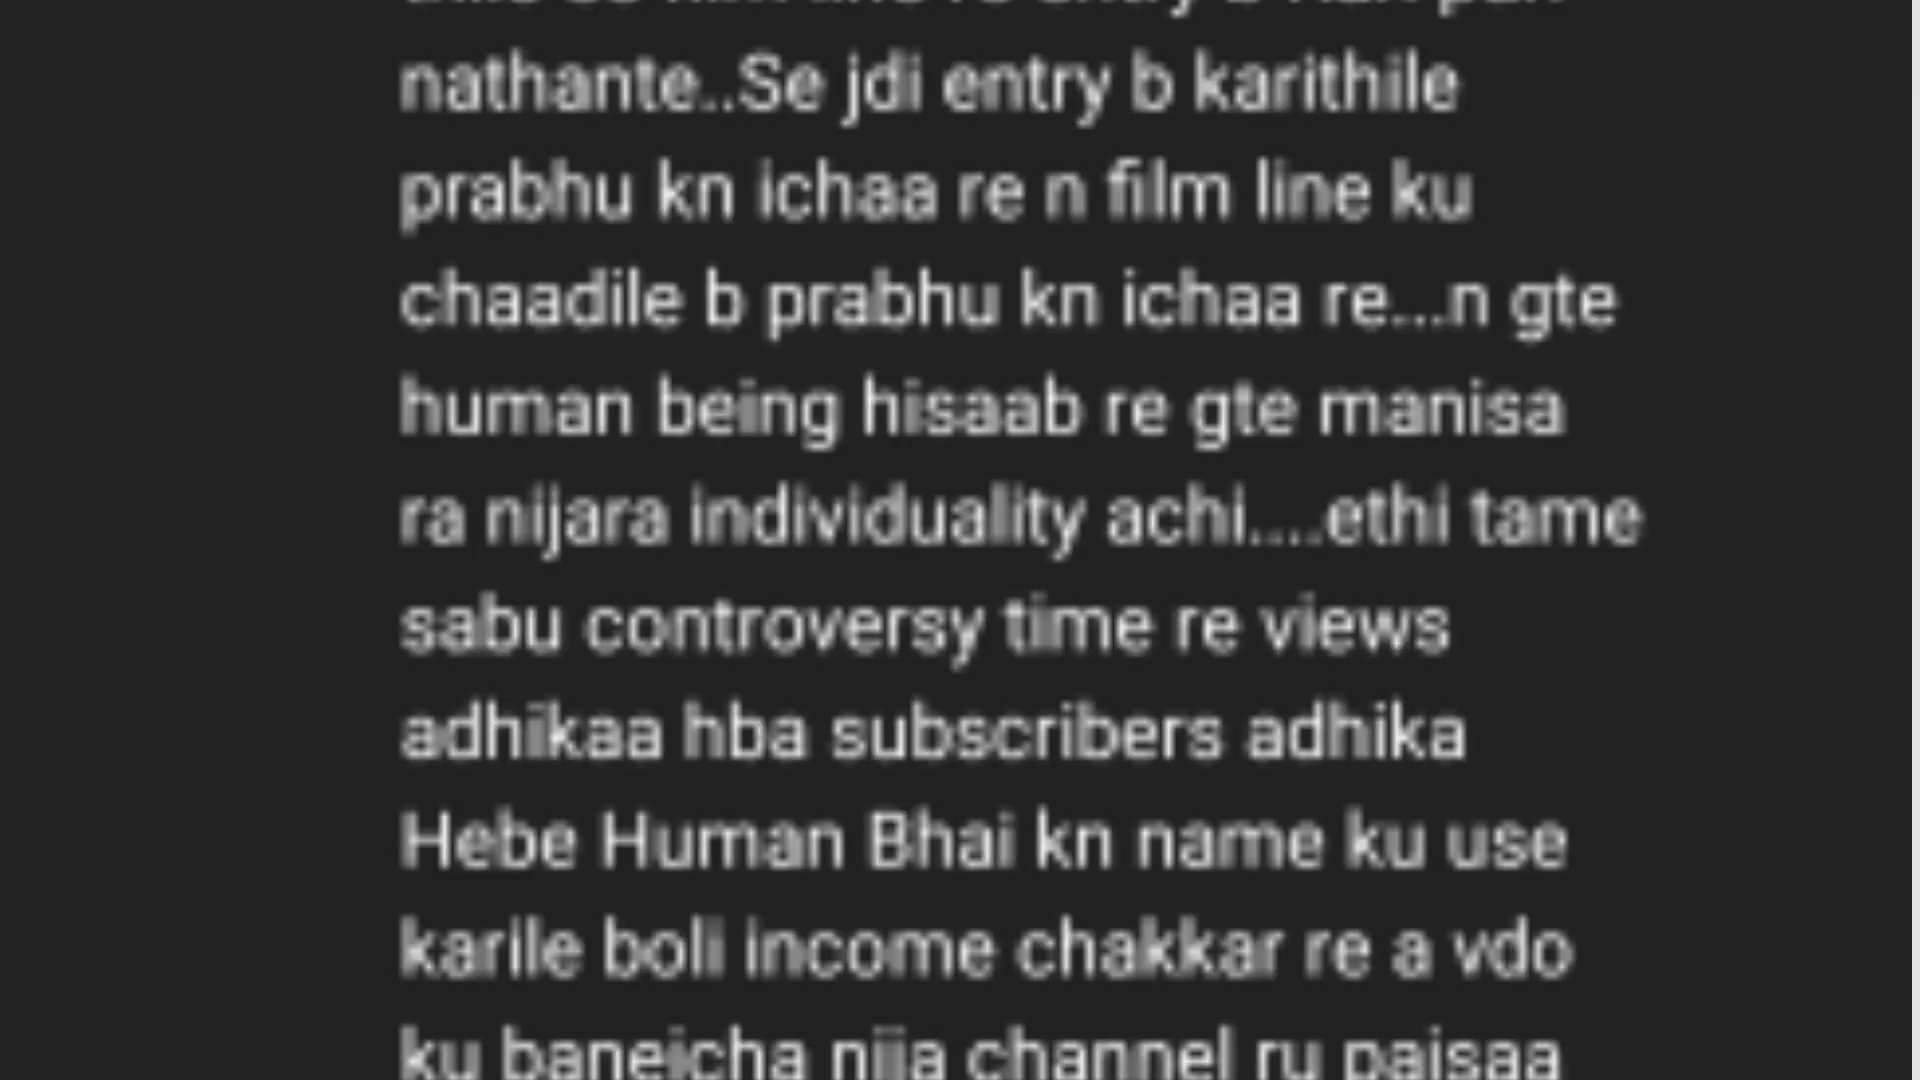 nathante..Se jdi entry b karithile
prabhu kn ichaa re n film line ku
chaadile b prabhu kn ichaa re...n gte
human being hisaab re gte manisa
ra nijara individuality achi....ethi tame
sabu controversy time re views
adhikaa hba subscribers adhika
Hebe Human Bhai kn name ku use
karile boli income chakkar re a vdo
ku baneicha nija channel ru paisaa